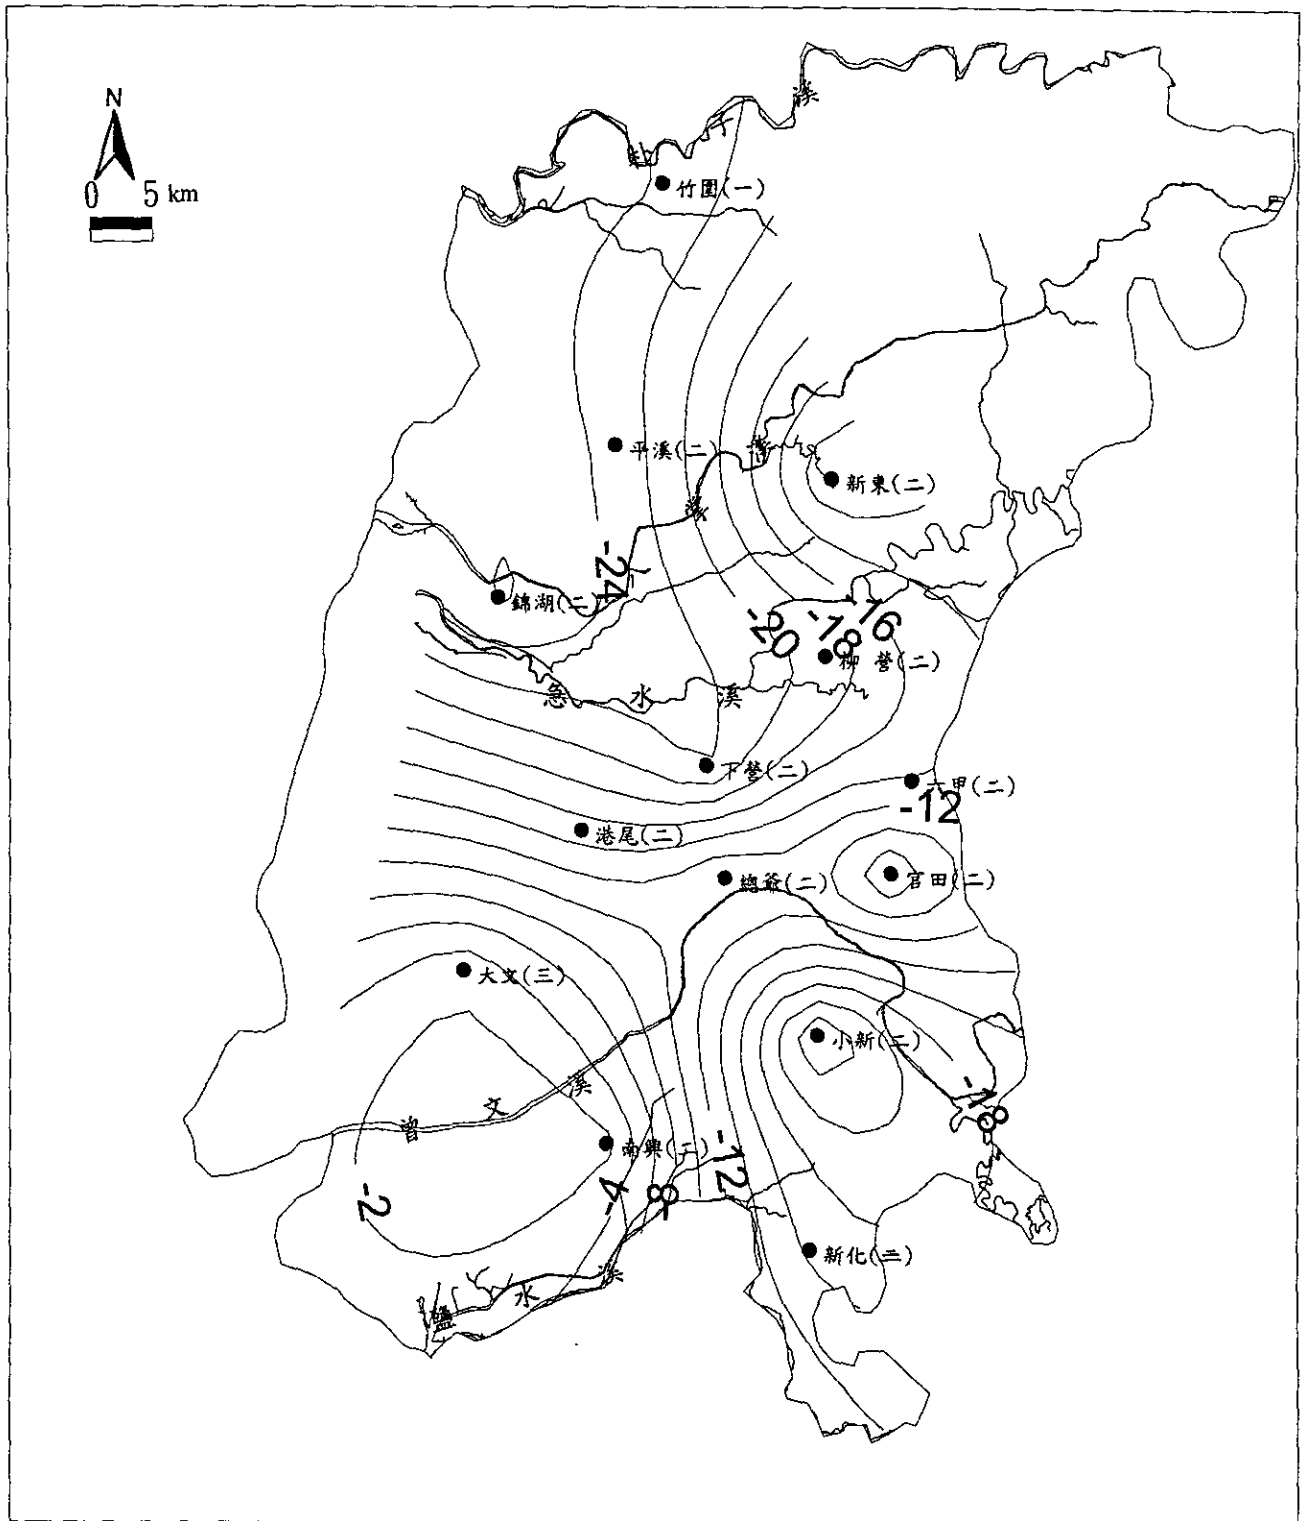 N
0 5 km
溪
子
竹園(一)
平溪(二)
新東(二)
溪
-24
錦湖(二)
-20
-18
-16
柳營(二)
急水溪
下營(二)
六甲(二)
-12
港尾(二)
總爺(二)
官田(二)
大文(三)
小新(二)
曾文溪
-18
南興(二)
-12
-2
-4
-8
新化(二)
鹽水溪